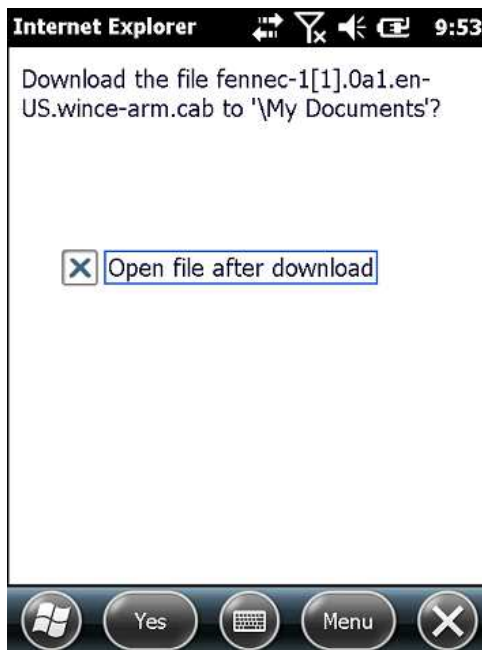 Internet Explorer 9:53
Download the file fennec-1[1].0a1.en-
US.wince-arm.cab to '\My Documents'?
Open file after download
Yes Menu